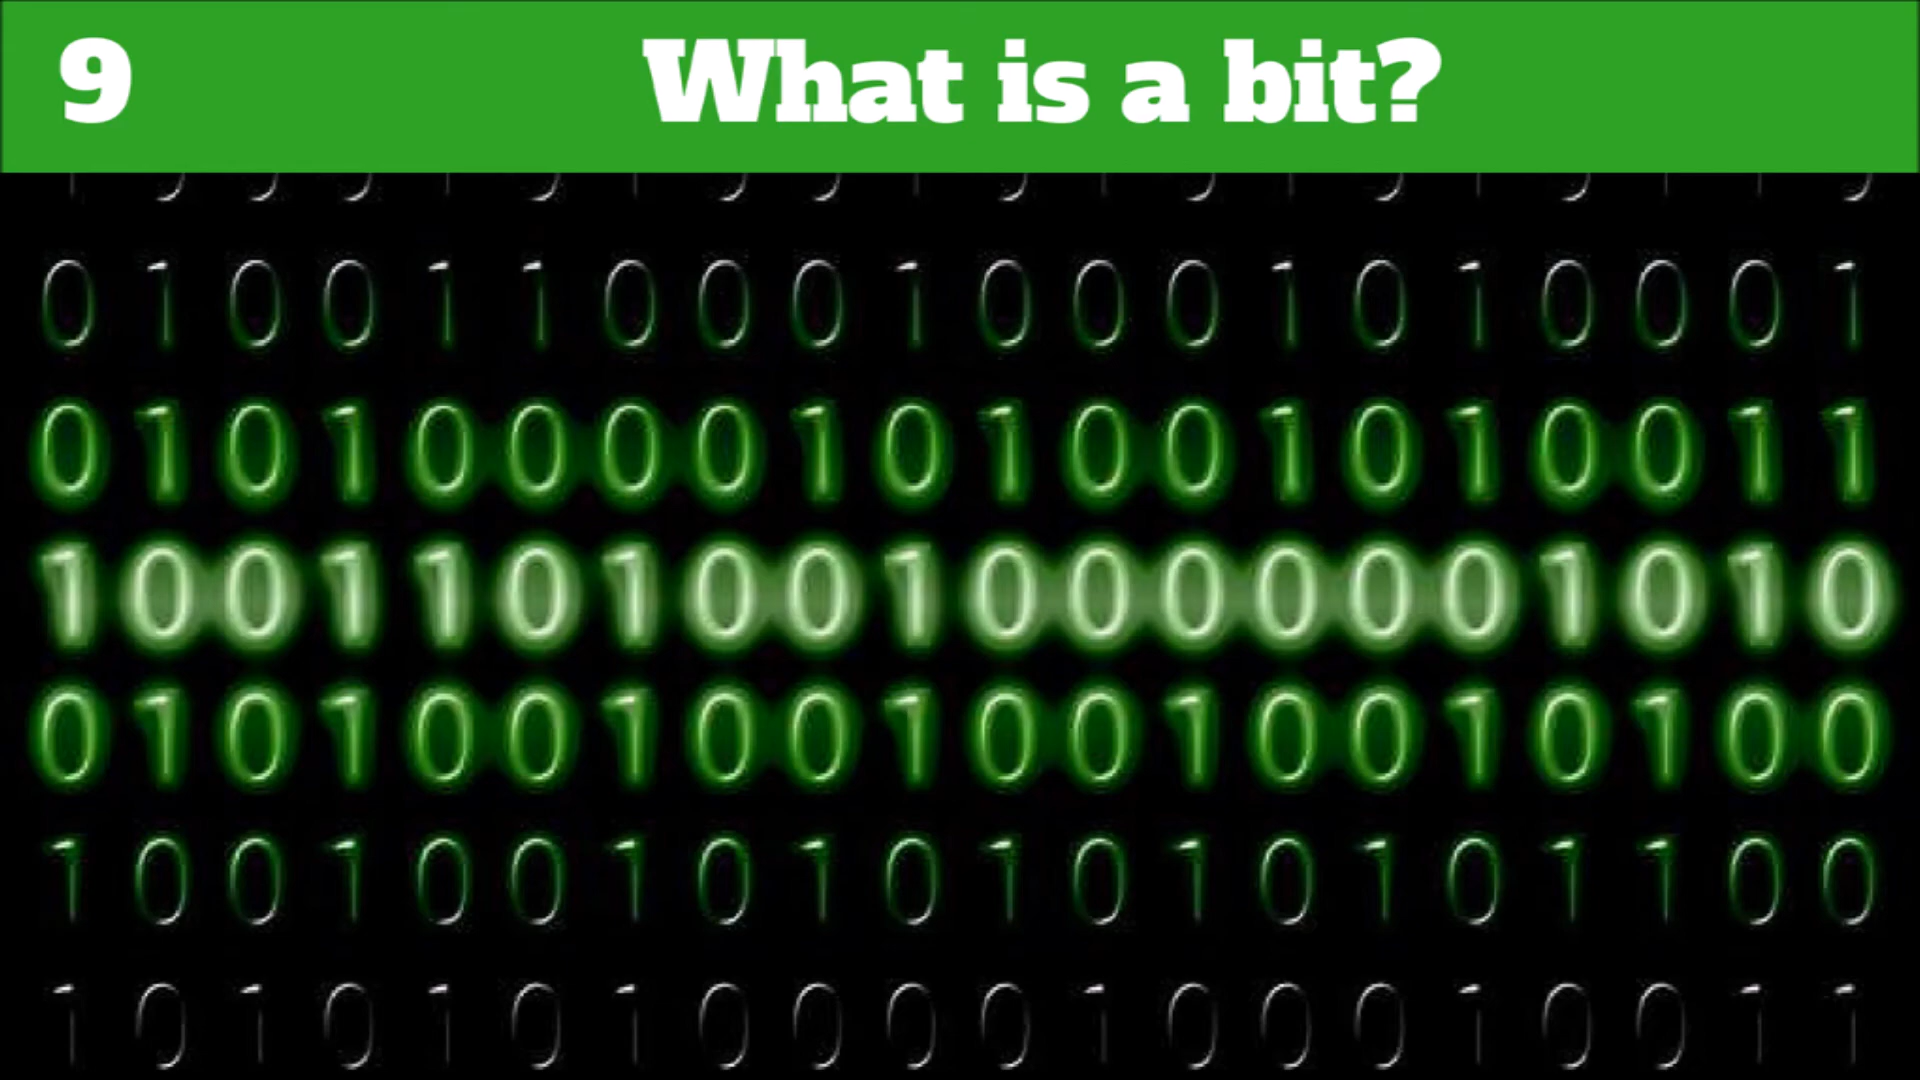 9 What is a bit?
0 1 0 0 1 1 0 0 0 1 0 0 0 1 0 1 0 0 0 1
0 1 0 1 0 0 0 0 1 0 1 0 0 1 0 1 0 0 1 1
1 0 0 1 1 0 1 0 0 1 0 0 0 0 0 0 1 0 1 0
0 1 0 1 0 0 1 0 0 1 0 0 1 0 0 1 0 1 0 0
1 0 0 1 0 0 1 0 1 0 1 0 1 0 1 0 1 1 0 0
1 0 1 0 1 0 1 0 0 0 0 1 0 0 0 1 0 0 1 1